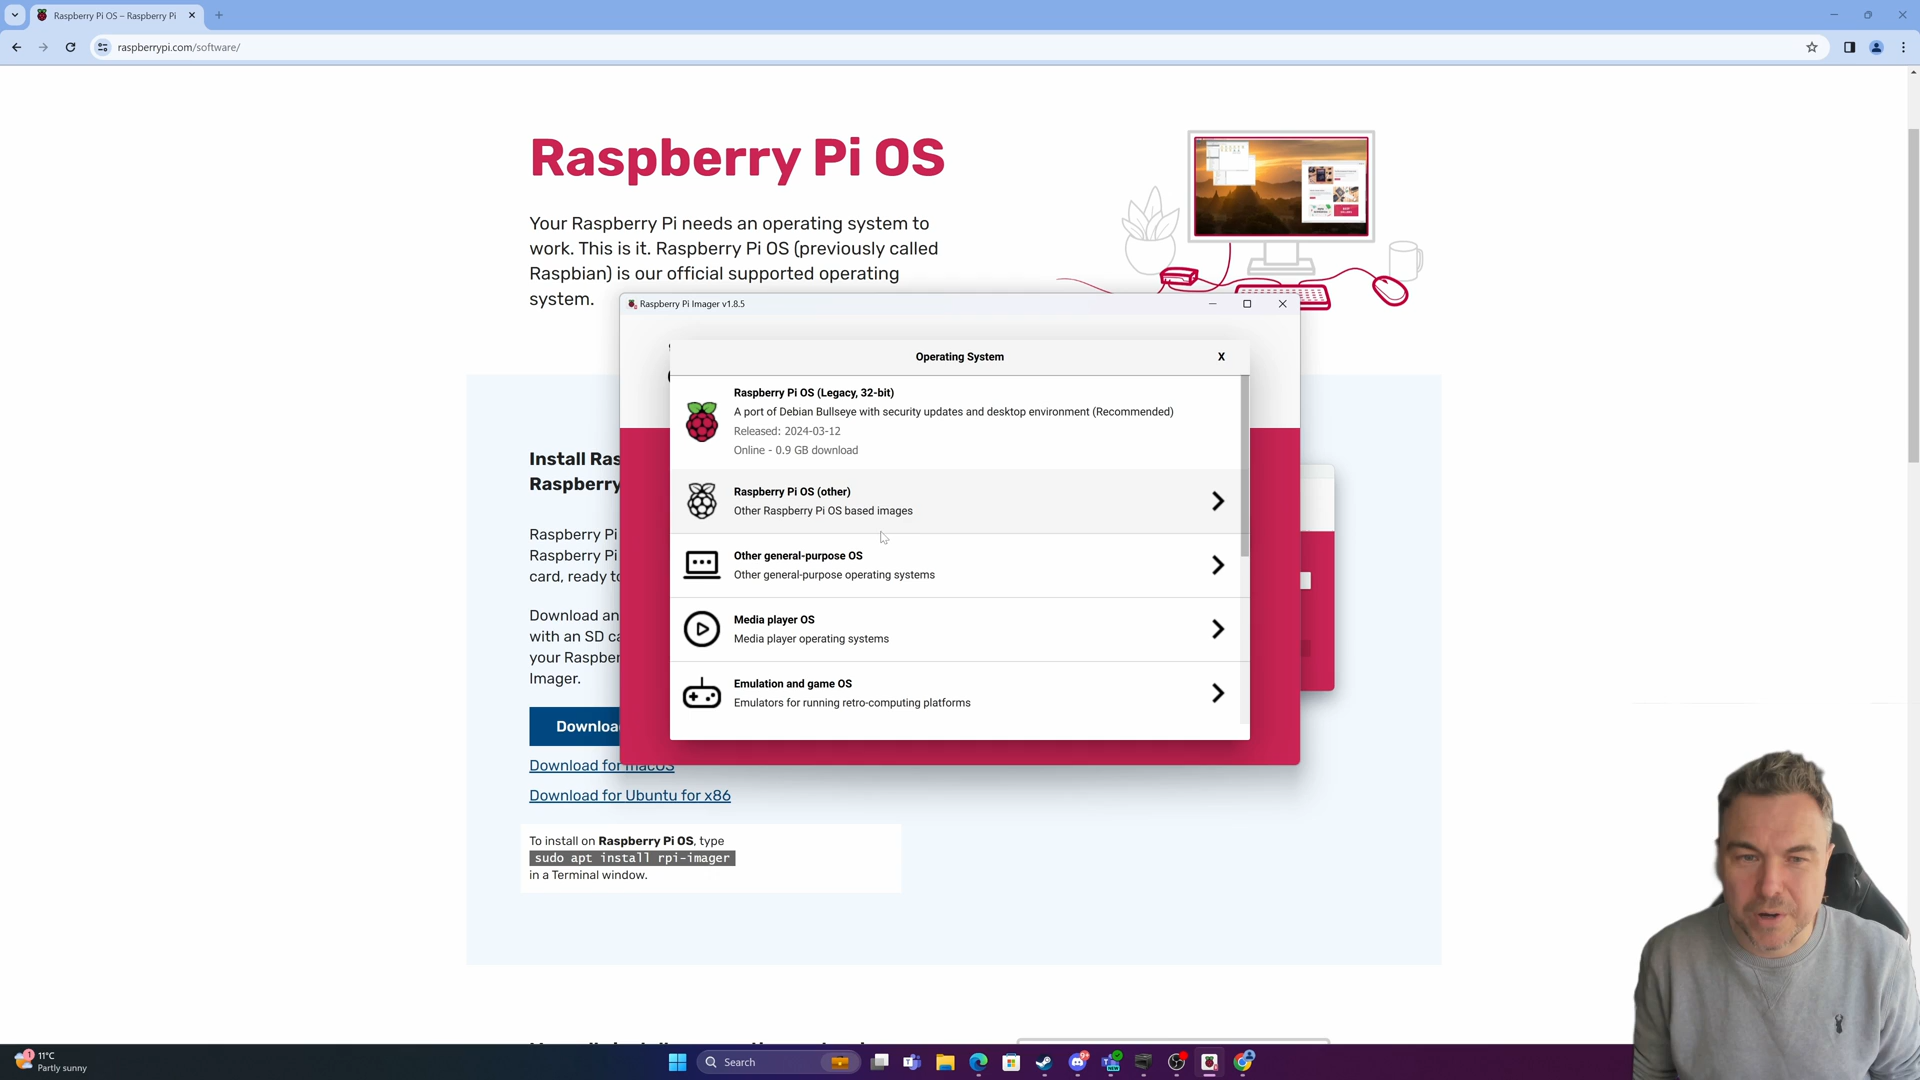 Raspberry Pi OS – Raspberry Pi
raspberrypi.com/software/
Raspberry Pi OS
Your Raspberry Pi needs an operating system to
work. This is it. Raspberry Pi OS (previously called
Raspbian) is our official supported operating
system.
Raspberry Pi Imager v1.8.5
Operating System
X
Raspberry Pi OS (Legacy, 32-bit)
A port of Debian Bullseye with security updates and desktop environment (Recommended)
Released: 2024-03-12
Online - 0.9 GB download
Raspberry Pi OS (other)
Other Raspberry Pi OS based images
Other general-purpose OS
Other general-purpose operating systems
Media player OS
Media player operating systems
Emulation and game OS
Emulators for running retro-computing platforms
Install Ras
Raspberry
Raspberry Pi
Raspberry Pi
card, ready to
Download an
with an SD ca
your Raspber
Imager.
Downloa
Download for macOS
Download for Ubuntu for x86
To install on Raspberry Pi OS, type
sudo apt install rpi-imager
in a Terminal window.
1
11°C
Partly sunny
Search
9+
NEW